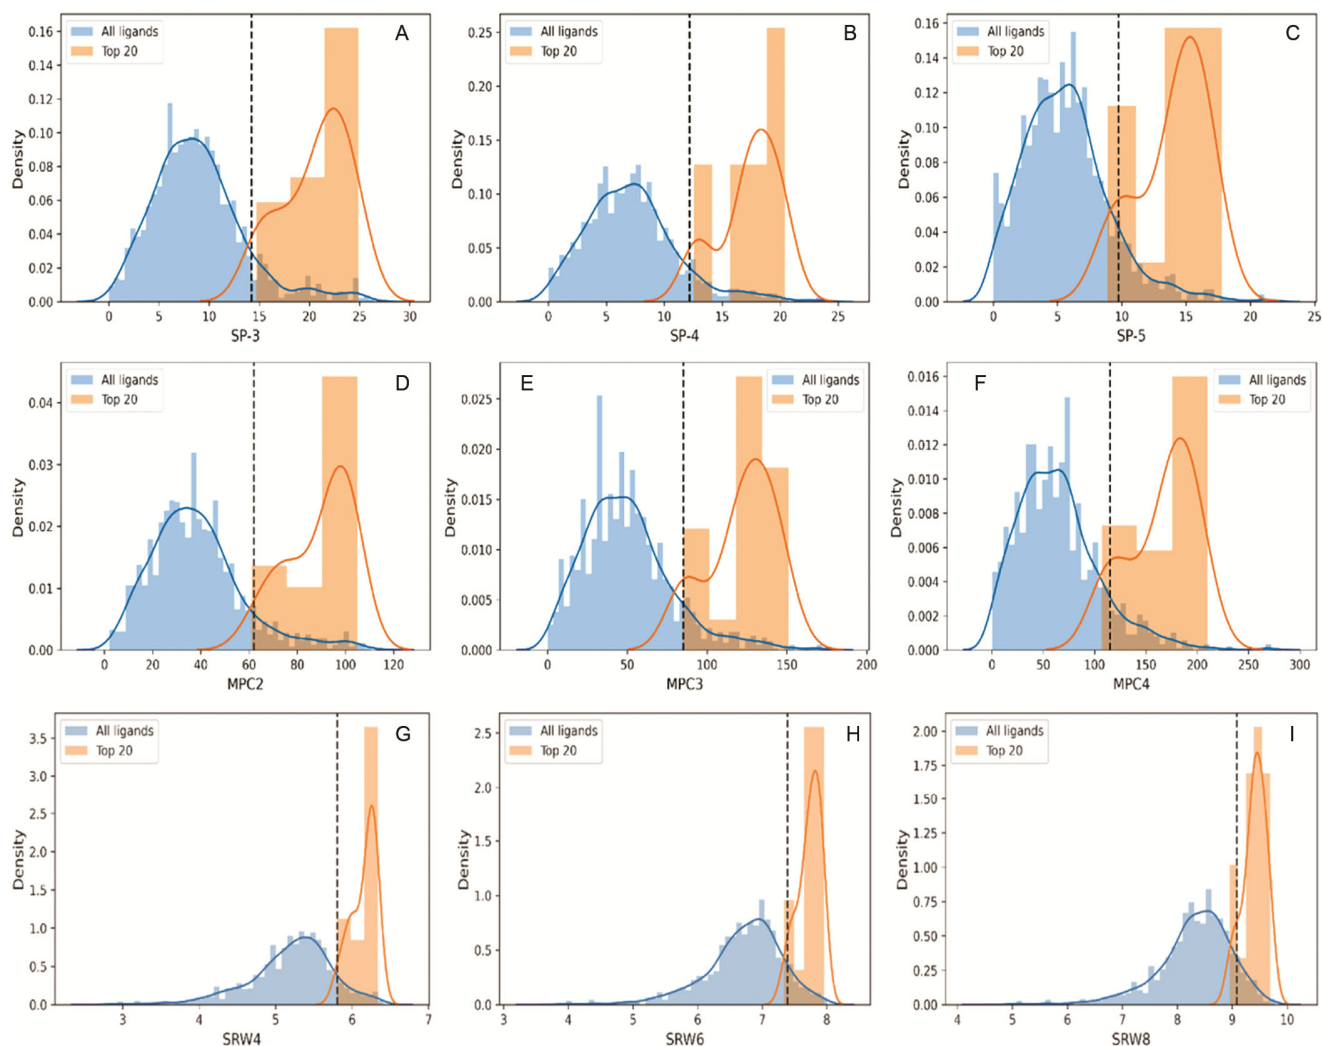 All ligands
Top 20
A
0.16
0.14
0.12
0.10
0.08
0.06
0.04
0.02
0.00
Density
0 5 10 15 20 25 30
SP-3
All ligands
Top 20
B
0.25
0.20
0.15
0.10
0.05
0.00
Density
0 5 10 15 20 25
SP-4
All ligands
Top 20
C
0.16
0.14
0.12
0.10
0.08
0.06
0.04
0.02
0.00
Density
0 5 10 15 20 25
SP-5
All ligands
Top 20
D
0.04
0.03
0.02
0.01
0.00
Density
0 20 40 60 80 100 120
MPC2
E
All ligands
Top 20
0.025
0.020
0.015
0.010
0.005
0.000
Density
0 50 100 150 200
MPC3
F
All ligands
Top 20
0.016
0.014
0.012
0.010
0.008
0.006
0.004
0.002
0.000
Density
0 50 100 150 200 250 300
MPC4
All ligands
Top 20
G
3.5
3.0
2.5
2.0
1.5
1.0
0.5
0.0
Density
3 4 5 6 7
SRW4
All ligands
Top 20
H
2.5
2.0
1.5
1.0
0.5
0.0
Density
3 4 5 6 7 8
SRW6
All ligands
Top 20
I
2.00
1.75
1.50
1.25
1.00
0.75
0.50
0.25
0.00
Density
4 5 6 7 8 9 10
SRW8